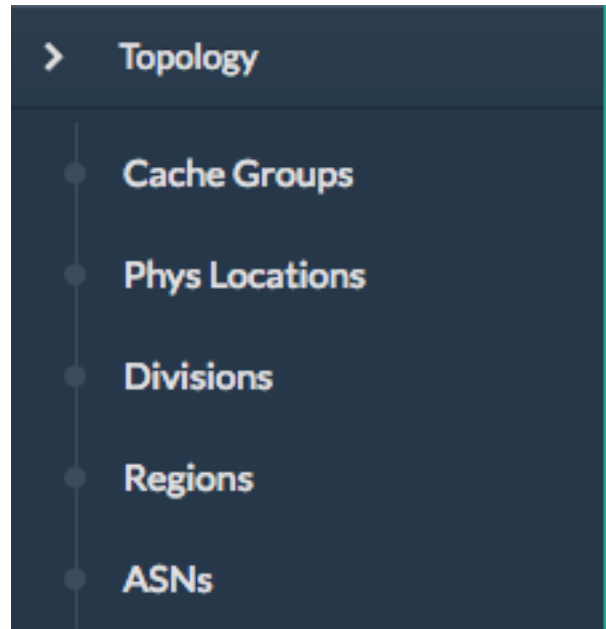 Topology
Cache Groups
Phys Locations
Divisions
Regions
ASNs